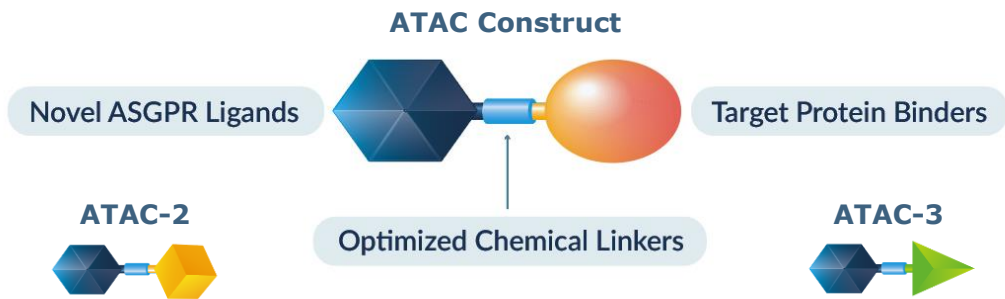 ATAC Construct
Novel ASGPR Ligands
Target Protein Binders
ATAC-2
Optimized Chemical Linkers
ATAC-3